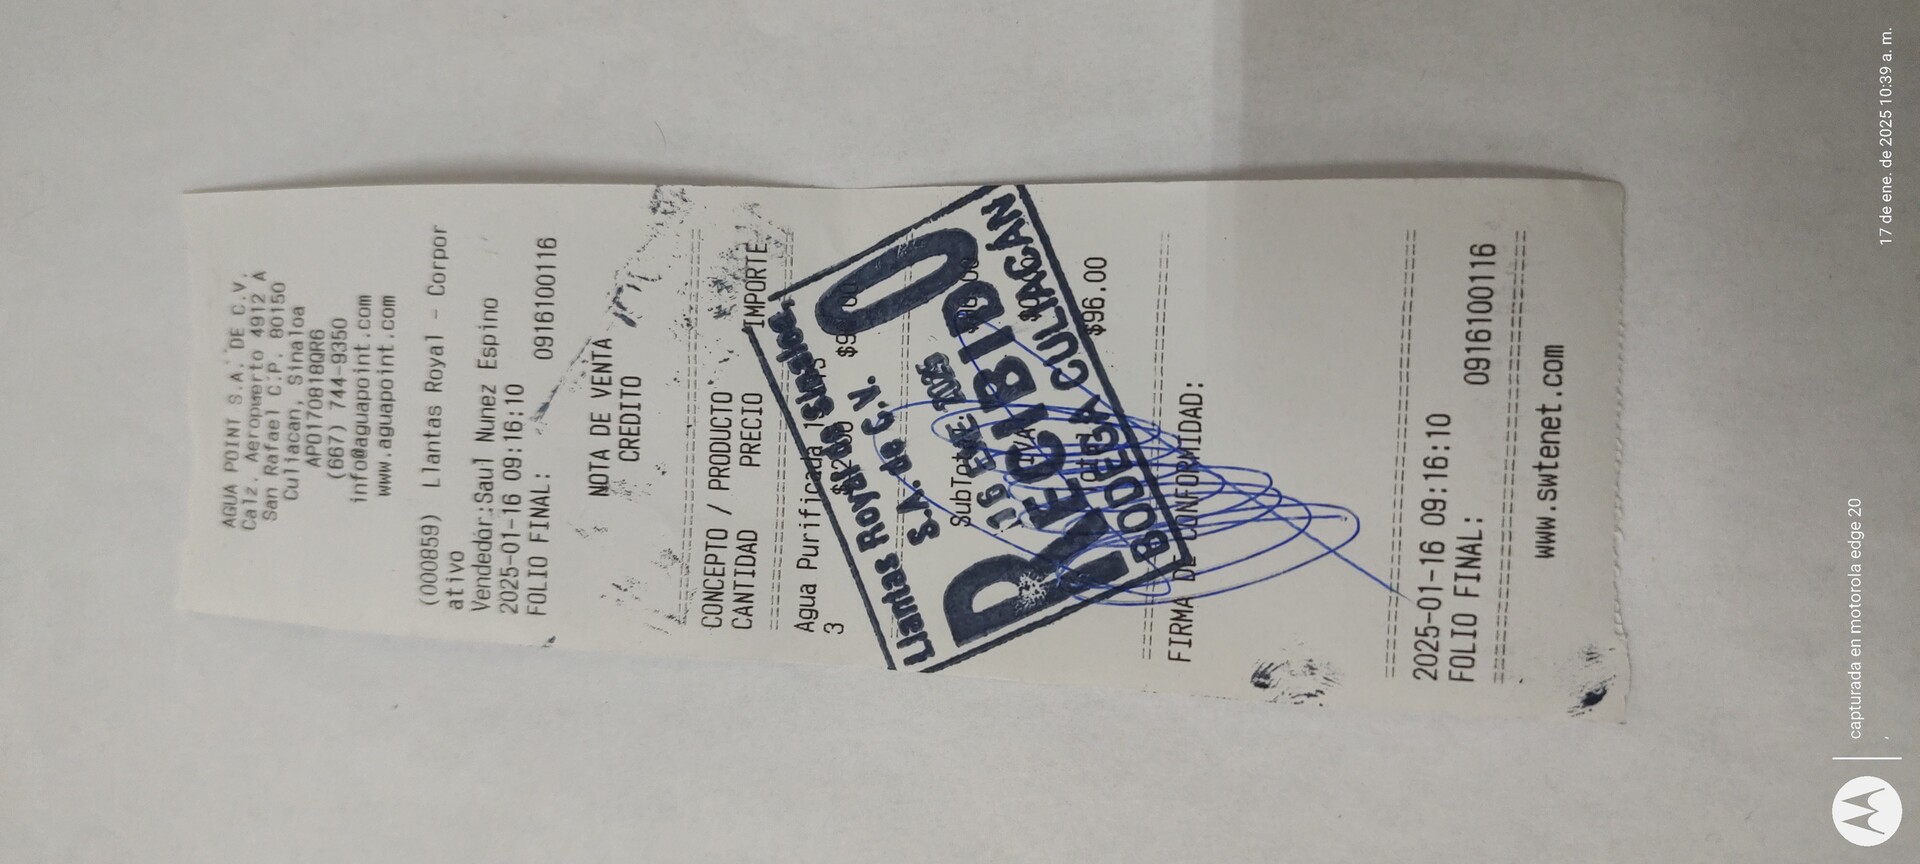 AGUA POINT S.A. DE C.V.
Calz. Aeropuerto 4912 A
San Rafael C.P. 80150
Culiacan, Sinaloa
APO170818QR6
(667) 744-9350
info@aguapoint.com
www.aguapoint.com
(000859) Llantas Royal - Corpor
ativo
Vendedor:Saul Nunez Espino
2025-01-16 09:16:10
FOLIO FINAL: 0916100116
NOTA DE VENTA
CREDITO
CONCEPTO / PRODUCTO
CANTIDAD PRECIO IMPORTE
Agua Purificada
3
$96.00
FIRMA DE CONFORMIDAD:
Llantas Royal de Sinaloa,
S.A. de C.V.
16 ENE. 2025
RECIBIDO
BODEGA CULIACÁN
2025-01-16 09:16:10
FOLIO FINAL: 0916100116
www.swtenet.com
capturada en motorola edge 20
17 de ene. de 2025 10:39 a. m.